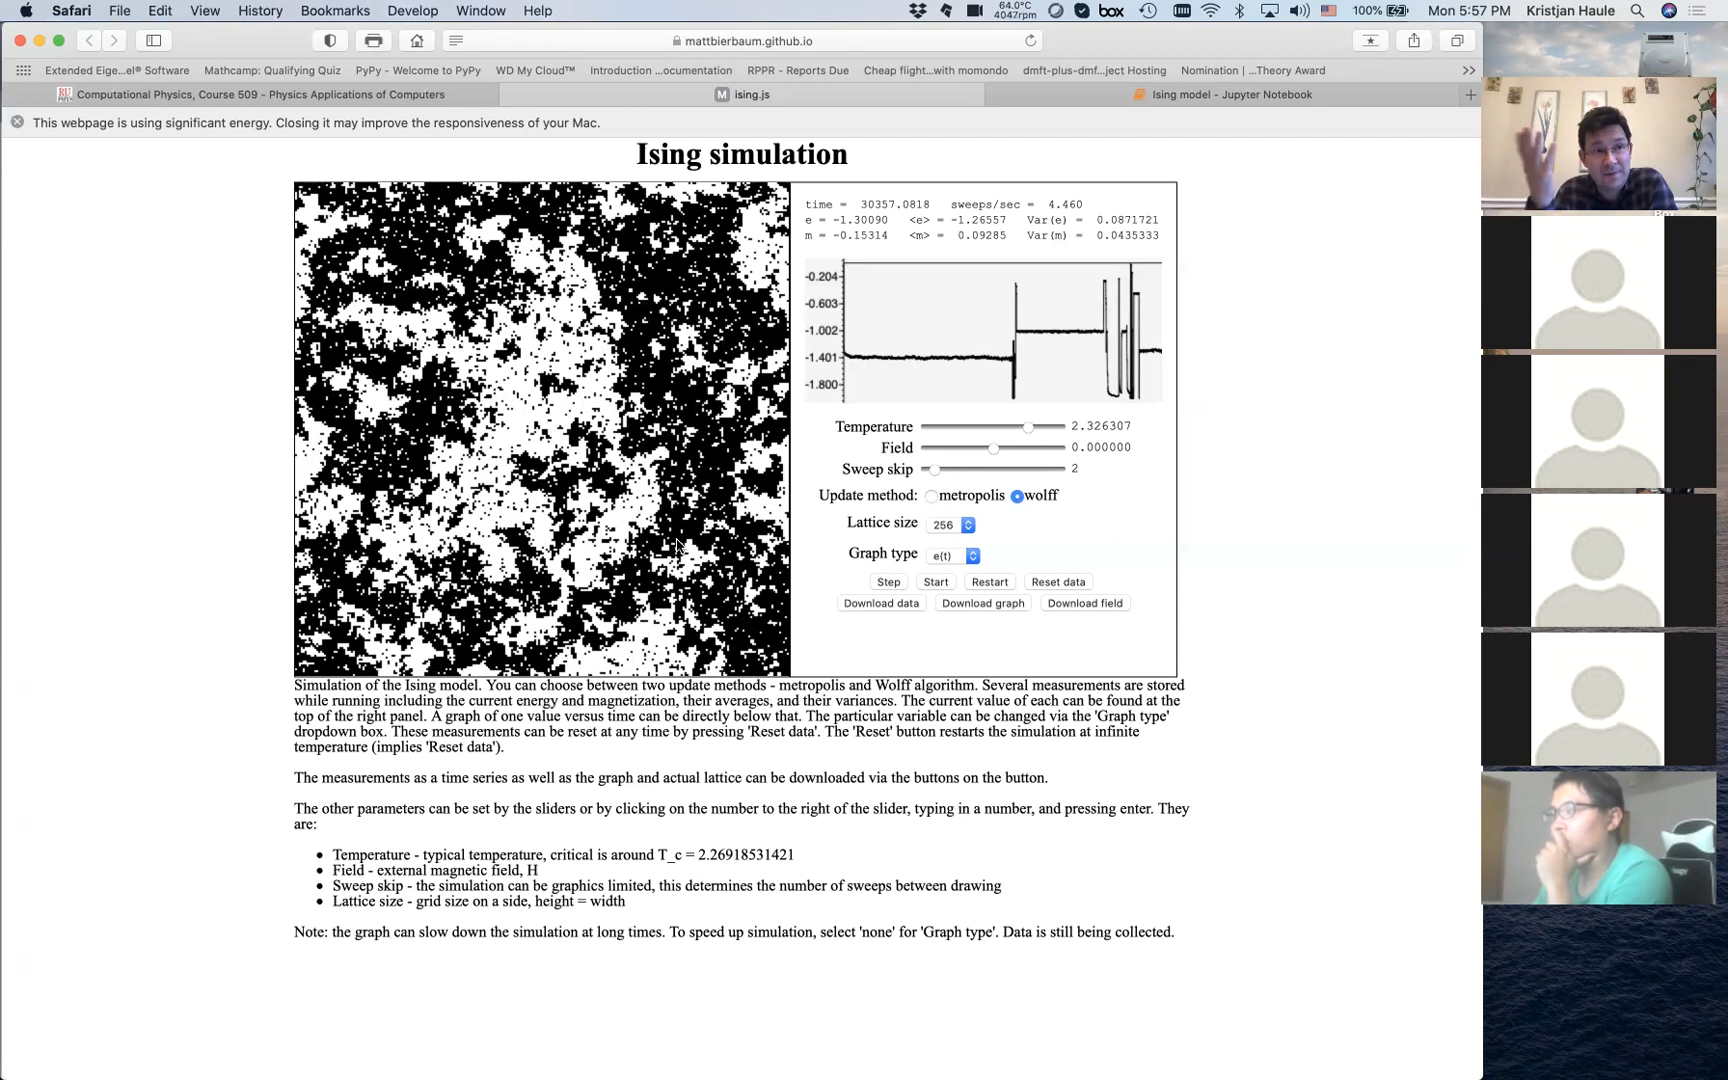 Safari File Edit View History Bookmarks Develop Window Help 64.0°C 4047rpm box 100% Mon 5:57 PM Kristjan Haule
mattbierbaum.github.io
Extended Eige...el® Software Mathcamp: Qualifying Quiz PyPy - Welcome to PyPy WD My Cloud™ Introduction ...ocumentation RPPR - Reports Due Cheap flight...with momondo dmft-plus-dmf...ject Hosting Nomination | ...Theory Award
RU Computational Physics, Course 509 - Physics Applications of Computers M ising.js Ising model - Jupyter Notebook
This webpage is using significant energy. Closing it may improve the responsiveness of your Mac.
Ising simulation
time = 30357.0818 sweeps/sec = 4.460
e = -1.30090 <e> = -1.26557 Var(e) = 0.0871721
m = -0.15314 <m> = 0.09285 Var(m) = 0.0435333
-0.204
-0.603
-1.002
-1.401
-1.800
Temperature 2.326307
Field 0.000000
Sweep skip 2
Update method: metropolis wolff
Lattice size 256
Graph type e(t)
Step Start Restart Reset data
Download data Download graph Download field
Simulation of the Ising model. You can choose between two update methods - metropolis and Wolff algorithm. Several measurements are stored
while running including the current energy and magnetization, their averages, and their variances. The current value of each can be found at the
top of the right panel. A graph of one value versus time can be directly below that. The particular variable can be changed via the 'Graph type'
dropdown box. These measurements can be reset at any time by pressing 'Reset data'. The 'Reset' button restarts the simulation at infinite
temperature (implies 'Reset data').
The measurements as a time series as well as the graph and actual lattice can be downloaded via the buttons on the button.
The other parameters can be set by the sliders or by clicking on the number to the right of the slider, typing in a number, and pressing enter. They
are:
• Temperature - typical temperature, critical is around T_c = 2.26918531421
• Field - external magnetic field, H
• Sweep skip - the simulation can be graphics limited, this determines the number of sweeps between drawing
• Lattice size - grid size on a side, height = width
Note: the graph can slow down the simulation at long times. To speed up simulation, select 'none' for 'Graph type'. Data is still being collected.